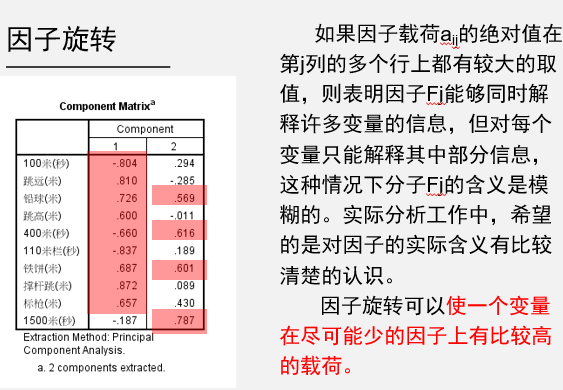 因子旋转
Component Matrixa
Component
1 2
100米(秒) -.804 .294
跳远(米) .810 -.285
铅球(米) .726 .569
跳高(米) .600 -.011
400米(秒) -.660 .616
110米栏(秒) -.837 .189
铁饼(米) .687 .601
撑杆跳(米) .872 .089
标枪(米) .657 .430
1500米(秒) -.187 .787
Extraction Method: Principal
Component Analysis.
a. 2 components extracted.
如果因子载荷aij的绝对值在
第j列的多个行上都有较大的取
值，则表明因子Fj能够同时解
释许多变量的信息，但对每个
变量只能解释其中部分信息，
这种情况下分子Fj的含义是模
糊的。实际分析工作中，希望
的是对因子的实际含义有比较
清楚的认识。
因子旋转可以使一个变量
在尽可能少的因子上有比较高
的载荷。